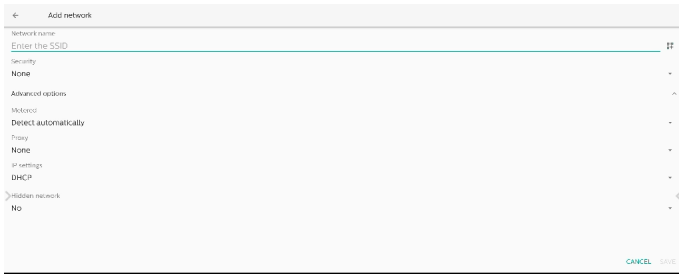 Add network
Network name
Enter the SSID
Security
None
Advanced options
Metered
Detect automatically
Proxy
None
IP settings
DHCP
Hidden network
No
CANCEL SAVE